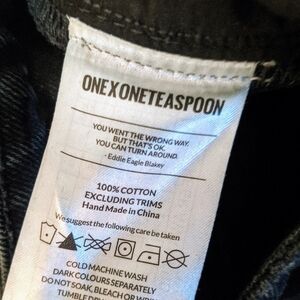 ONEXONETEASPOON
YOU WENT THE WRONG WAY.
BUT THAT'S OK.
YOU CAN TURN AROUND.
- Eddie Eagle Blakey
100% COTTON
EXCLUDING TRIMS
Hand Made in China
We suggest the following care be taken
COLD MACHINE WASH
DARK COLOURS SEPARATELY
DO NOT SOAK, BLEACH OR
TUMBLE